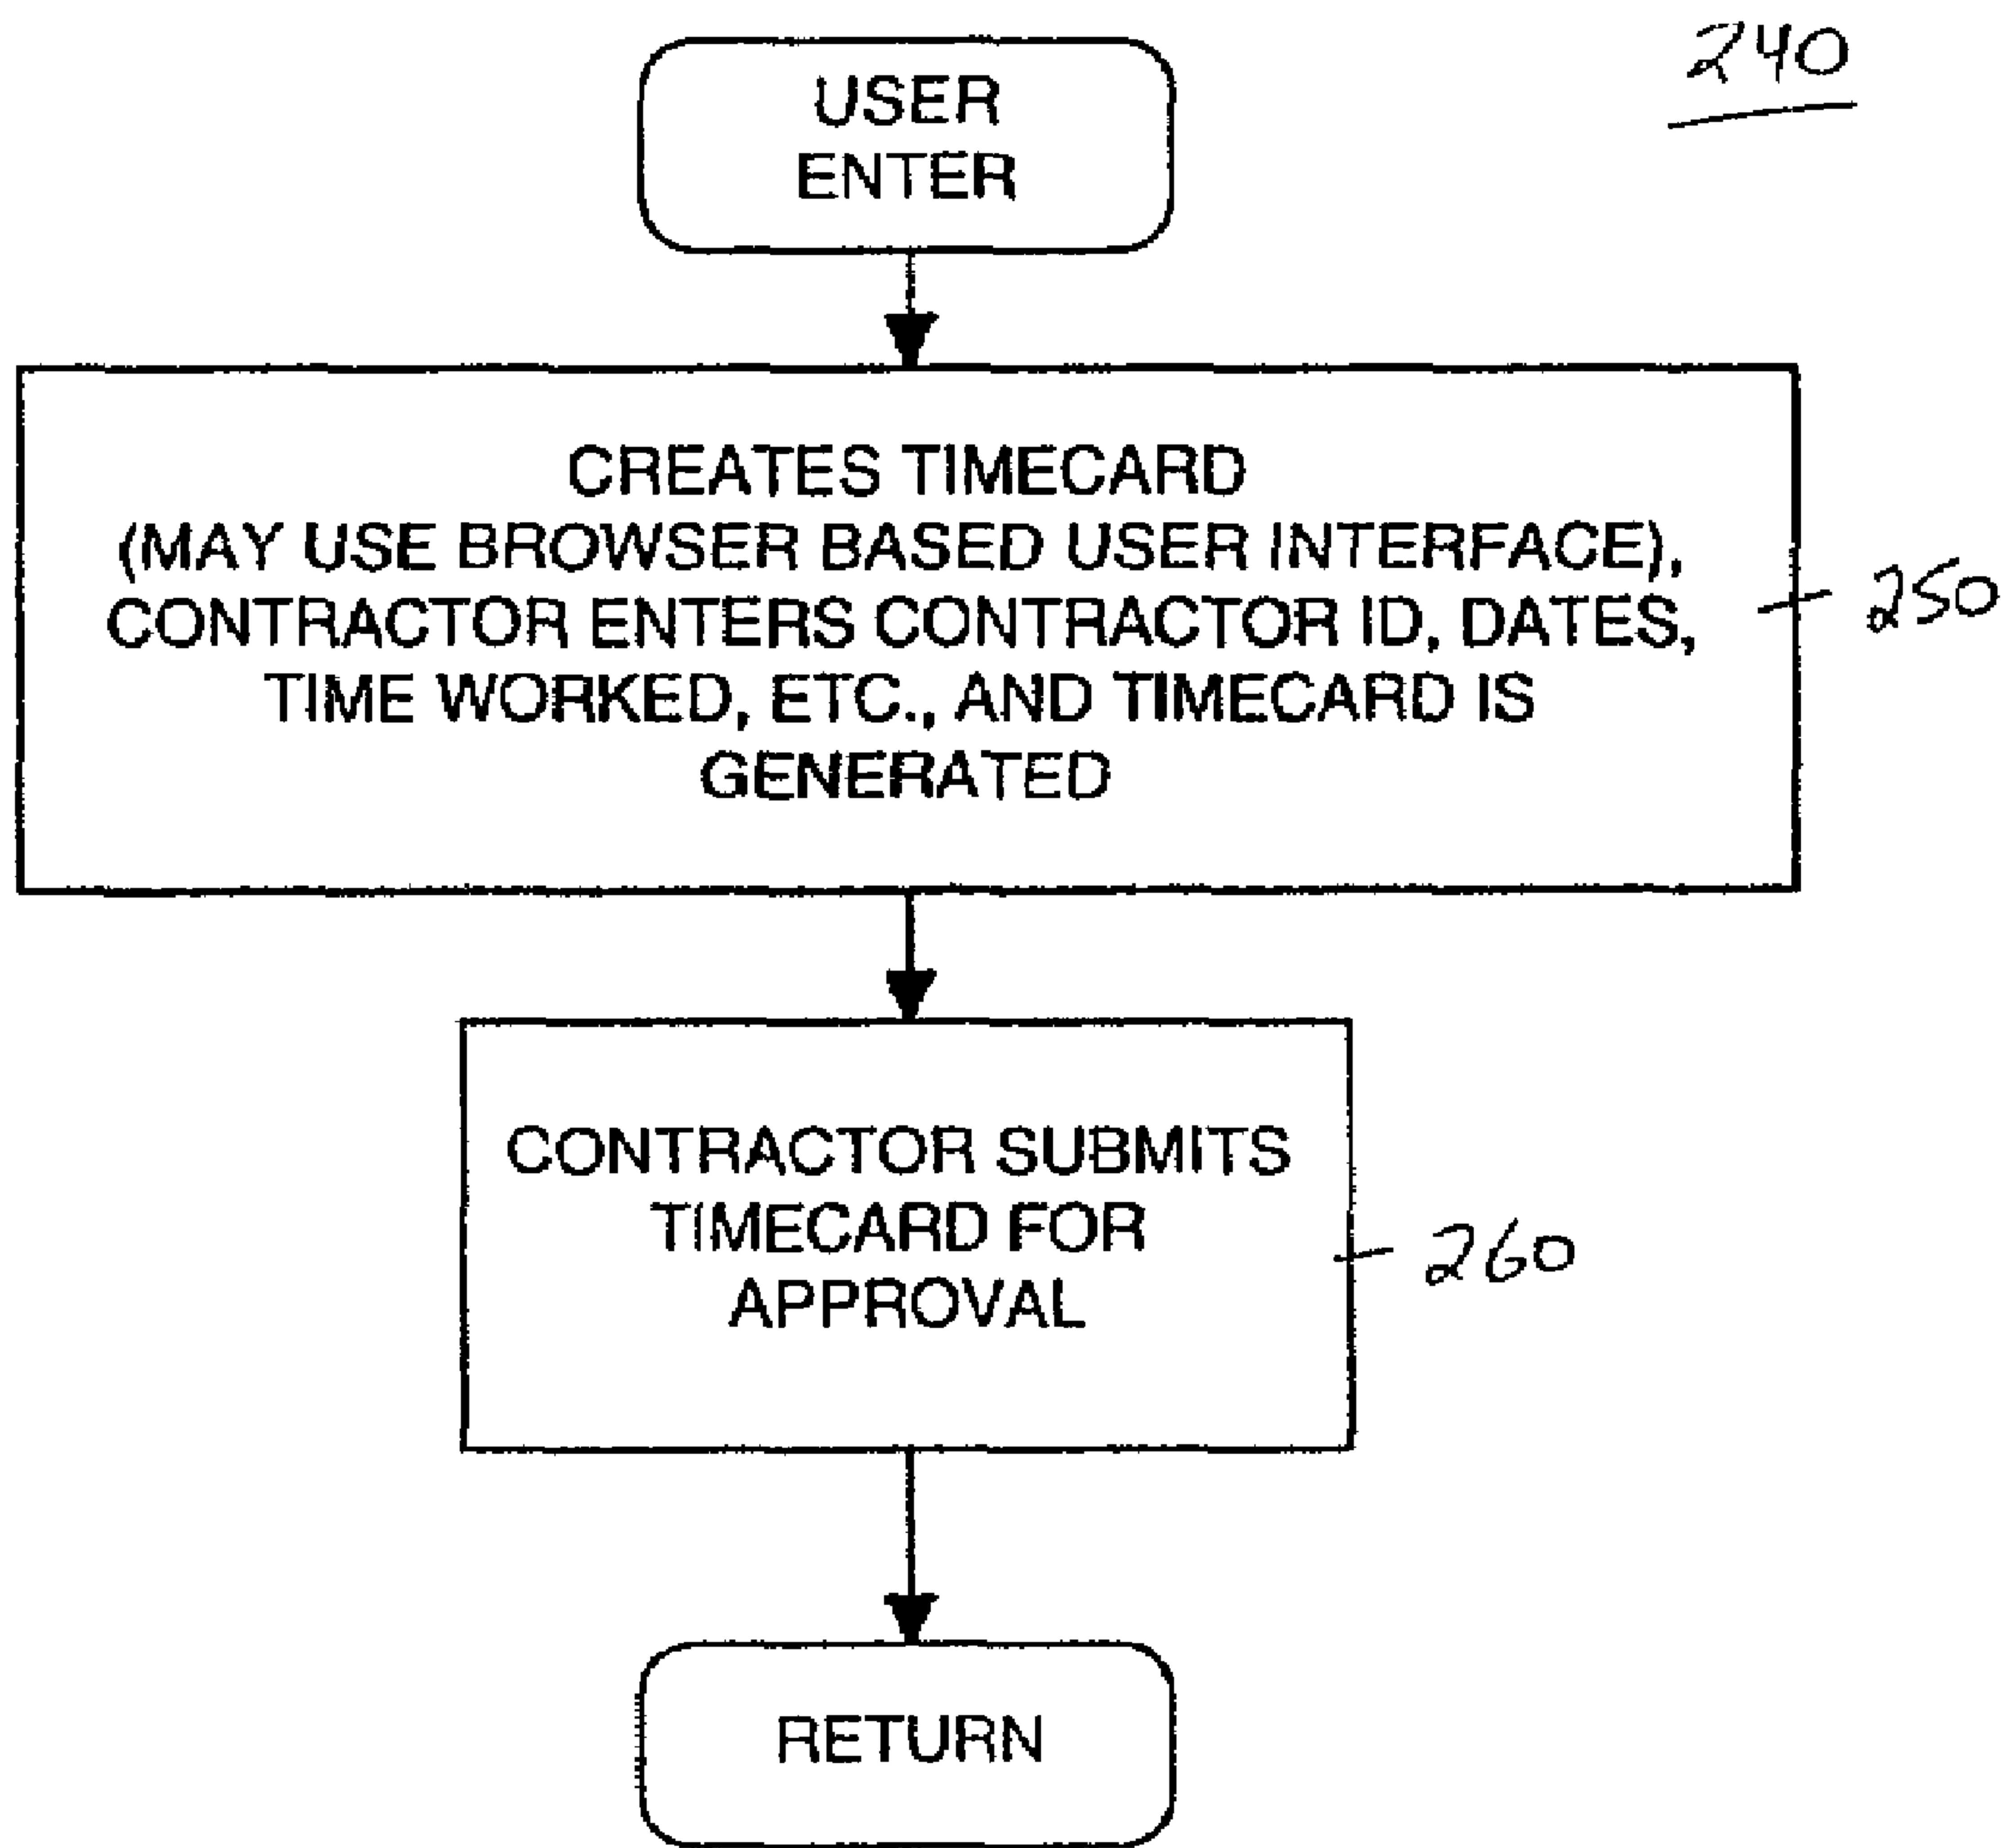 240
USER
ENTER
CREATES TIMECARD
(MAY USE BROWSER BASED USER INTERFACE),
CONTRACTOR ENTERS CONTRACTOR ID, DATES,
TIME WORKED, ETC., AND TIMECARD IS
GENERATED
250
CONTRACTOR SUBMITS
TIMECARD FOR
APPROVAL
260
RETURN